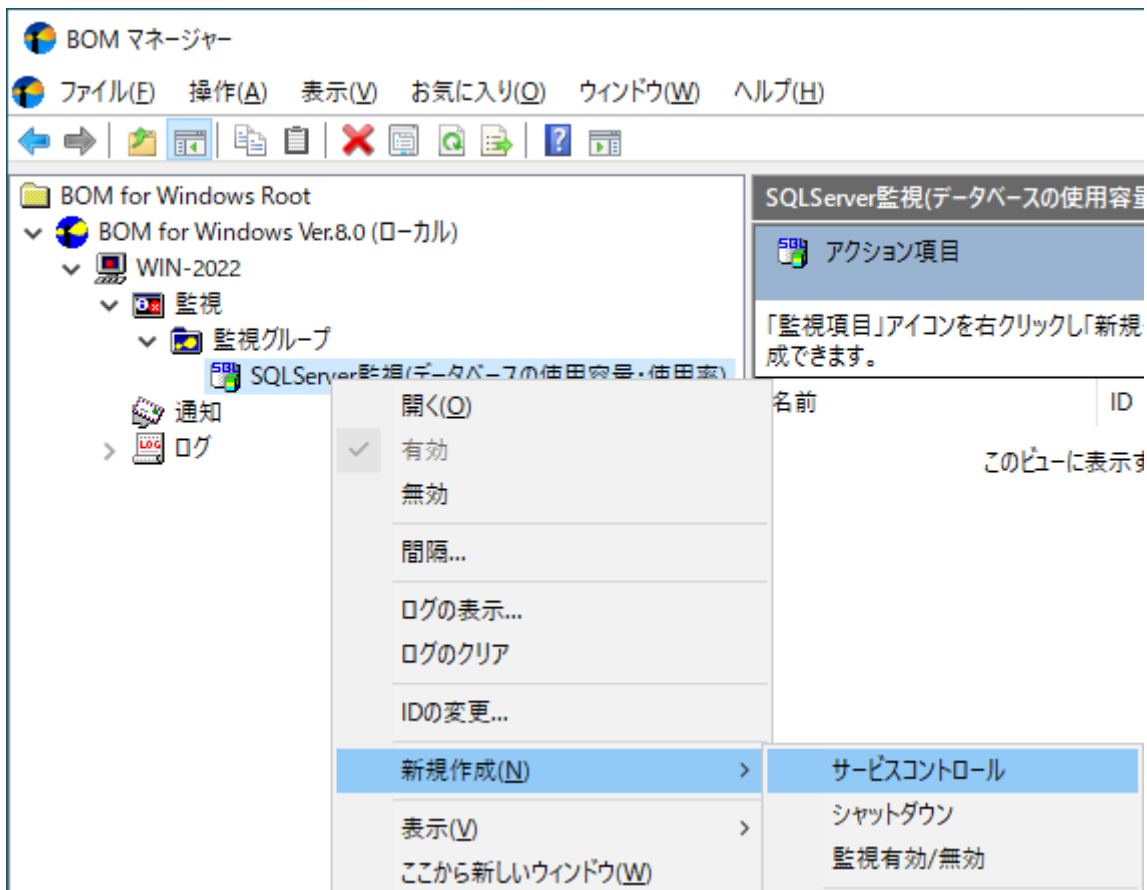 BOM マネージャー
ファイル(F) 操作(A) 表示(V) お気に入り(O) ウィンドウ(W) ヘルプ(H)
BOM for Windows Root
BOM for Windows Ver.8.0 (ローカル)
WIN-2022
監視
監視グループ
SQLServer監視(データベースの使用容量・使用率)
通知
ログ
SQLServer監視(データベースの使用容量
アクション項目
「監視項目」アイコンを右クリックし「新規
成できます。
名前 ID
このビューに表示す
開く(O)
有効
無効
間隔...
ログの表示...
ログのクリア
IDの変更...
新規作成(N)
表示(V)
ここから新しいウィンドウ(W)
サービスコントロール
シャットダウン
監視有効/無効